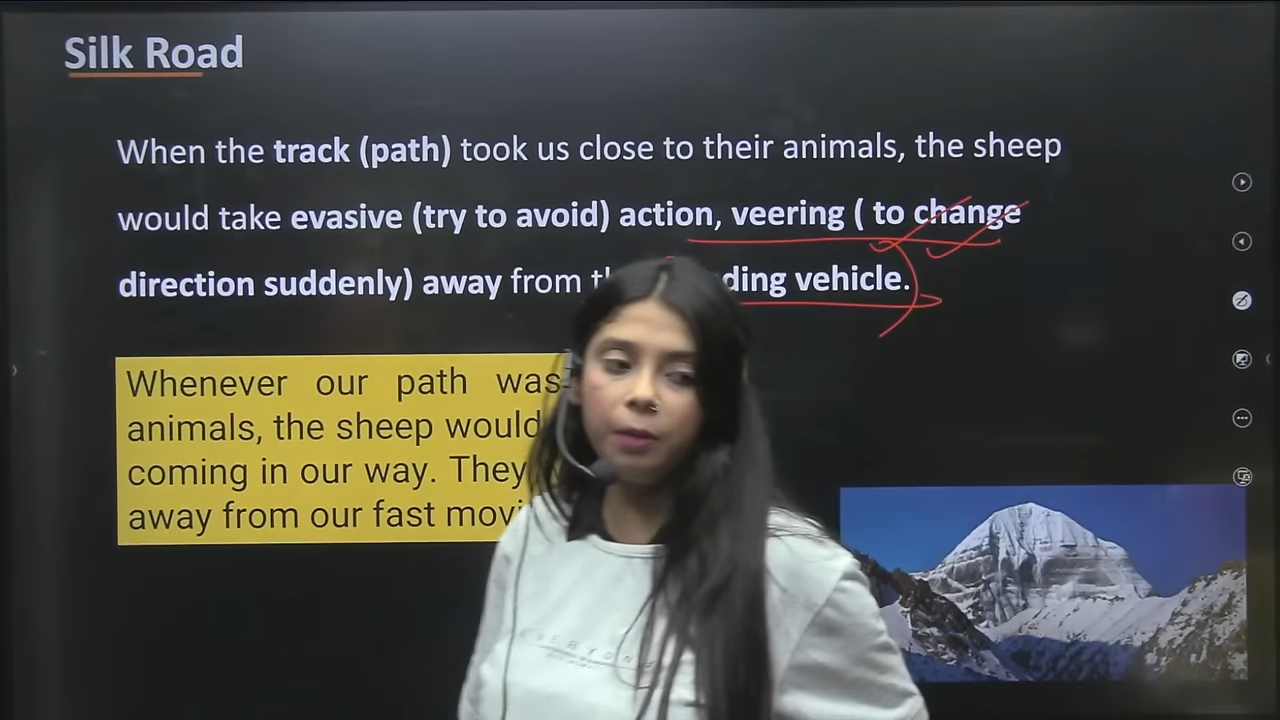 Silk Road
When the track (path) took us close to their animals, the sheep
would take evasive (try to avoid) action, veering ( to change
direction suddenly) away from ding vehicle.
Whenever our path was
animals, the sheep would
coming in our way. They
away from our fast movi